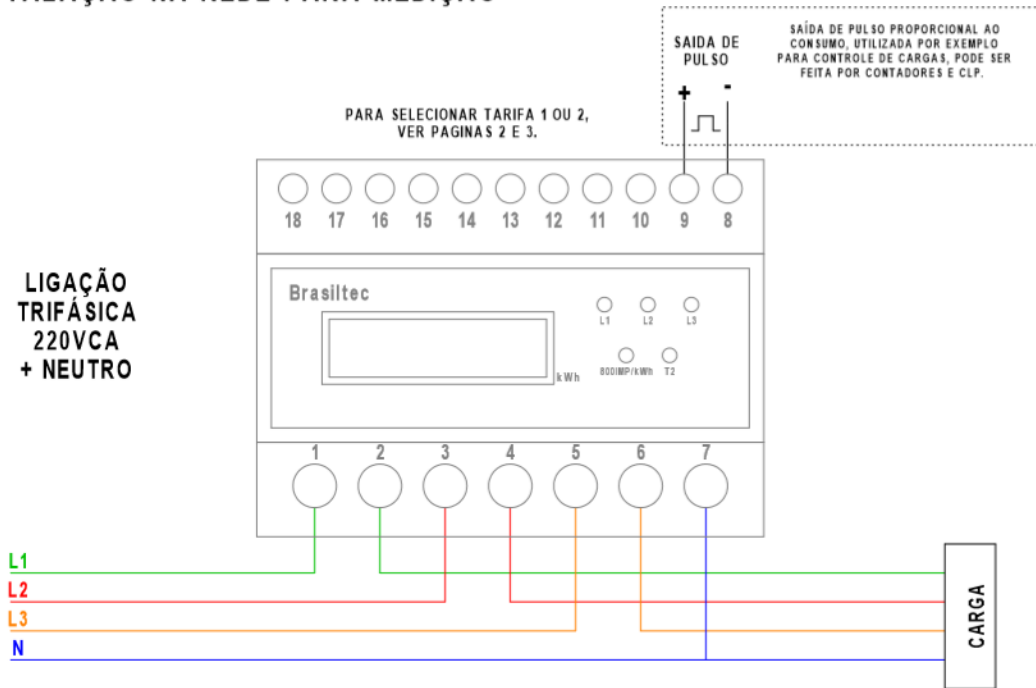 SAIDA DE
PULSO
+ -
SAÍDA DE PULSO PROPORCIONAL AO
CONSUMO, UTILIZADA POR EXEMPLO
PARA CONTROLE DE CARGAS, PODE SER
FEITA POR CONTADORES E CLP.
PARA SELECIONAR TARIFA 1 OU 2,
VER PAGINAS 2 E 3.
18 17 16 15 14 13 12 11 10 9 8
LIGAÇÃO
TRIFÁSICA
220VCA
+ NEUTRO
Brasiltec
L1 L2 L3
kWh
800IMP/kWh T2
1 2 3 4 5 6 7
L1
L2
L3
N
CARGA